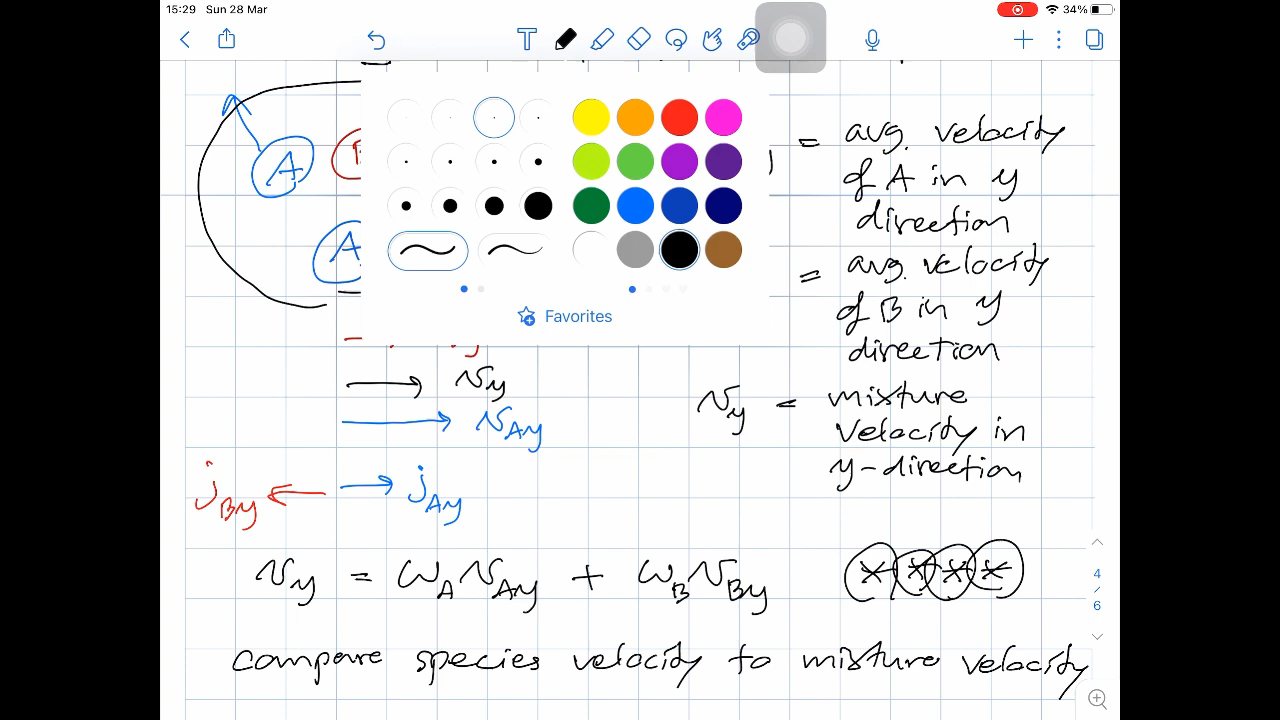 15:29 Sun 28 Mar
34%
T
A
A
= avg. velocity
of A in y
direction
= avg. velocity
of B in y
direction
v_y
v_Ay
v_y = mixture
velocity in
y-direction
j_By
j_Ay
v_y = ω_A v_Ay + ω_B v_By
4
/
6
compare species velocity to mixture velocity
Favorites